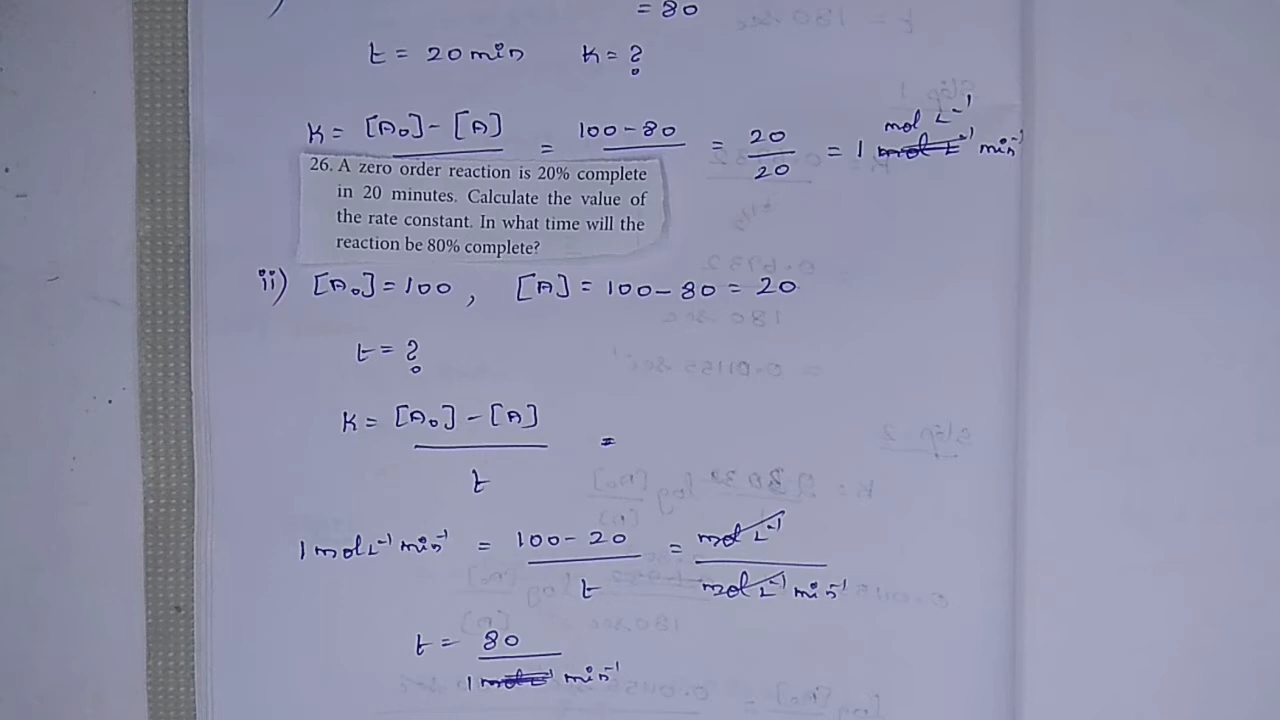 = 80
t = 20 min K = ?
K = [A₀] - [A] = 100 - 80 = 20/20 = 1 mol L⁻¹ min⁻¹
26. A zero order reaction is 20% complete
in 20 minutes. Calculate the value of
the rate constant. In what time will the
reaction be 80% complete?
ii) [A₀] = 100 , [A] = 100 - 80 = 20
t = ?
K = [A₀] - [A] / t =
1 mol L⁻¹ min⁻¹ = 100 - 20 / t = mol L⁻¹ / mol L⁻¹ min⁻¹
t = 80 / 1 min⁻¹